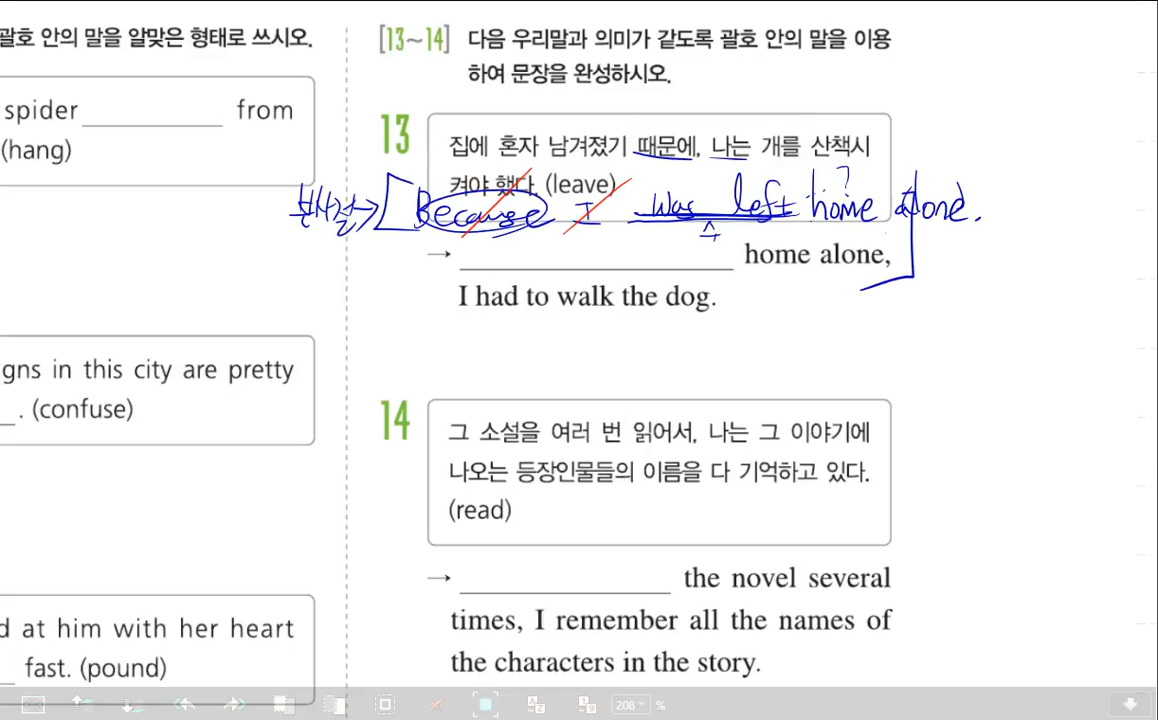 괄호 안의 말을 알맞은 형태로 쓰시오.
spider ____________ from
(hang)
gns in this city are pretty
. (confuse)
d at him with her heart
fast. (pound)
[13~14] 다음 우리말과 의미가 같도록 괄호 안의 말을 이용
하여 문장을 완성하시오.
13
집에 혼자 남겨졌기 때문에, 나는 개를 산책시
켜야 했다. (leave)
분사절→ [Because I was left home alone.
→ ____________ home alone,
I had to walk the dog.
14
그 소설을 여러 번 읽어서, 나는 그 이야기에
나오는 등장인물들의 이름을 다 기억하고 있다.
(read)
→ ____________ the novel several
times, I remember all the names of
the characters in the story.
208 %